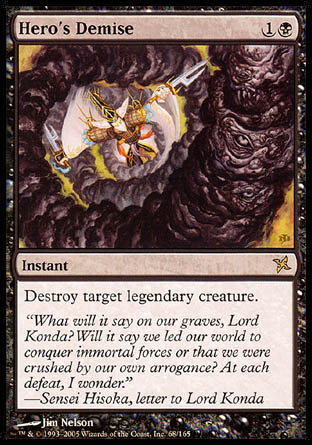 Hero's Demise 1
Instant
Destroy target legendary creature.
"What will it say on our graves, Lord
Konda? Will it say we led our world to
conquer immortal forces or that we were
crushed by our own arrogance? At each
defeat, I wonder."
—Sensei Hisoka, letter to Lord Konda
Jim Nelson
™ & © 1993–2005 Wizards of the Coast, Inc. 68/165